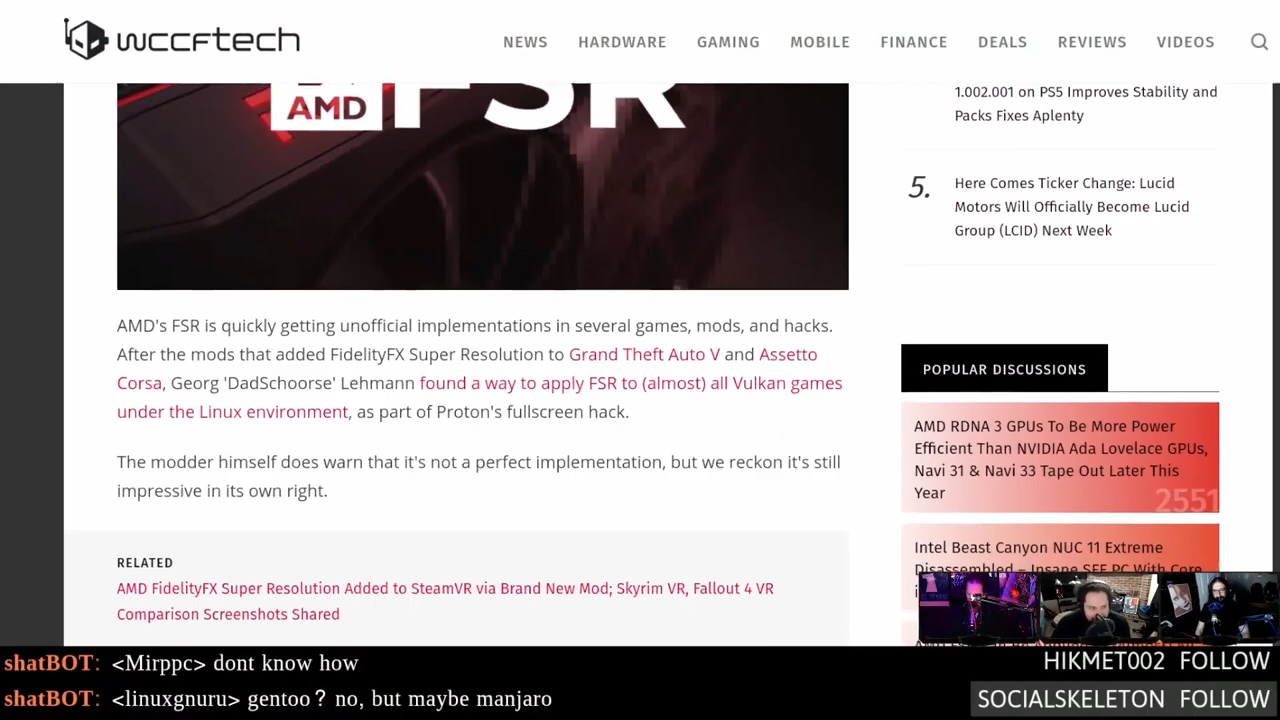 wccftech
NEWS HARDWARE GAMING MOBILE FINANCE DEALS REVIEWS VIDEOS
AMD
FSR
AMD's FSR is quickly getting unofficial implementations in several games, mods, and hacks.
After the mods that added FidelityFX Super Resolution to Grand Theft Auto V and Assetto
Corsa, Georg 'DadSchoorse' Lehmann found a way to apply FSR to (almost) all Vulkan games
under the Linux environment, as part of Proton's fullscreen hack.
The modder himself does warn that it's not a perfect implementation, but we reckon it's still
impressive in its own right.
RELATED
AMD FidelityFX Super Resolution Added to SteamVR via Brand New Mod; Skyrim VR, Fallout 4 VR
Comparison Screenshots Shared
1.002.001 on PS5 Improves Stability and
Packs Fixes Aplenty
5.
Here Comes Ticker Change: Lucid
Motors Will Officially Become Lucid
Group (LCID) Next Week
POPULAR DISCUSSIONS
AMD RDNA 3 GPUs To Be More Power
Efficient Than NVIDIA Ada Lovelace GPUs,
Navi 31 & Navi 33 Tape Out Later This
Year
2551
Intel Beast Canyon NUC 11 Extreme
Disassembled – Insane SFF PC With Core
shatBOT: <Mirppc> dont know how
shatBOT: <linuxgnuru> gentoo? no, but maybe manjaro
HIKMET002 FOLLOW
SOCIALSKELETON FOLLOW